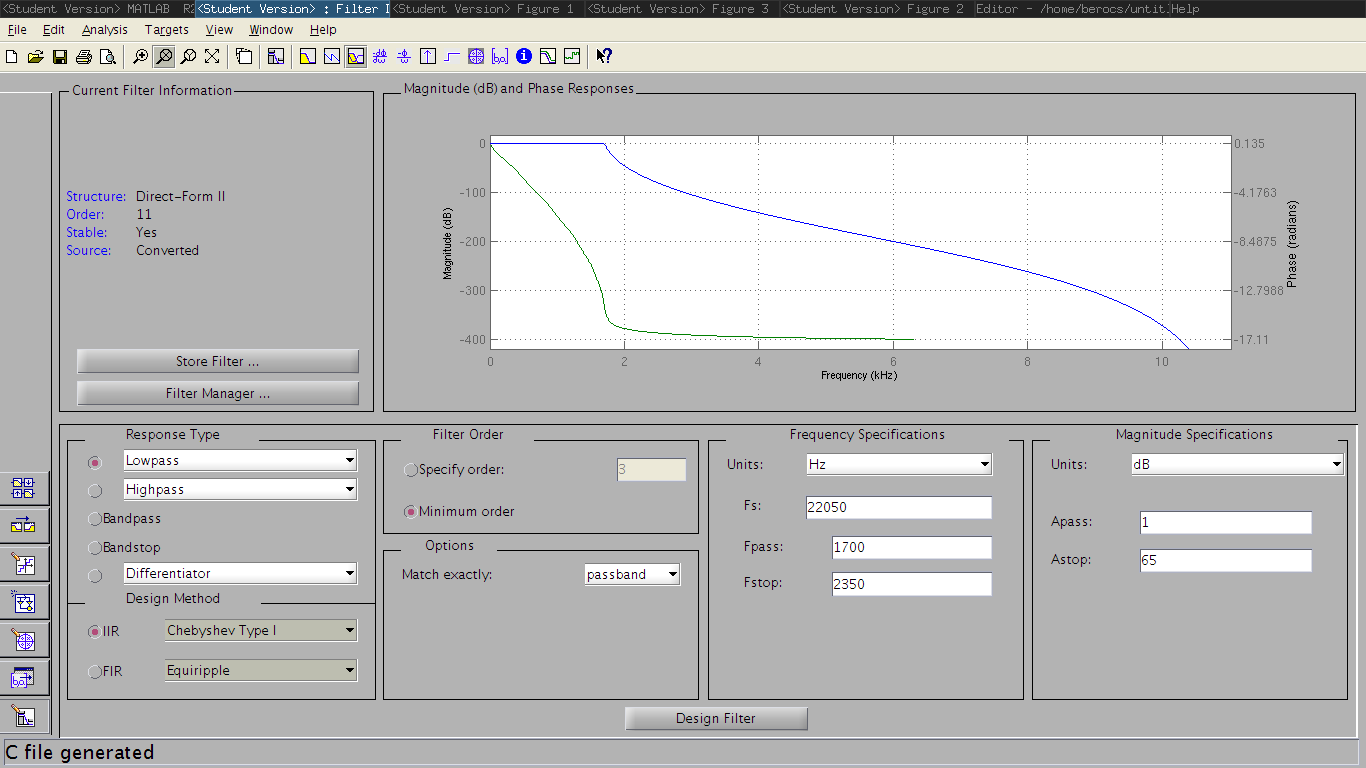 <Student Version> MATLAB R2
<Student Version> : Filter D
<Student Version> Figure 1
<Student Version> Figure 3
<Student Version> Figure 2
Editor - /home/berocs/untit.
Help
File Edit Analysis Targets View Window Help
Current Filter Information
Structure: Direct-Form II
Order: 11
Stable: Yes
Source: Converted
Store Filter ...
Filter Manager ...
Magnitude (dB) and Phase Responses
Magnitude (dB)
0
-100
-200
-300
-400
0 2 4 6 8 10
Frequency (kHz)
0.135
-4.1763
-8.4875
-12.7988
-17.11
Phase (radians)
Response Type
Lowpass
Highpass
Bandpass
Bandstop
Differentiator
Design Method
IIR Chebyshev Type I
FIR Equiripple
Filter Order
Specify order: 3
Minimum order
Options
Match exactly: passband
Frequency Specifications
Units: Hz
Fs: 22050
Fpass: 1700
Fstop: 2350
Magnitude Specifications
Units: dB
Apass: 1
Astop: 65
Design Filter
C file generated